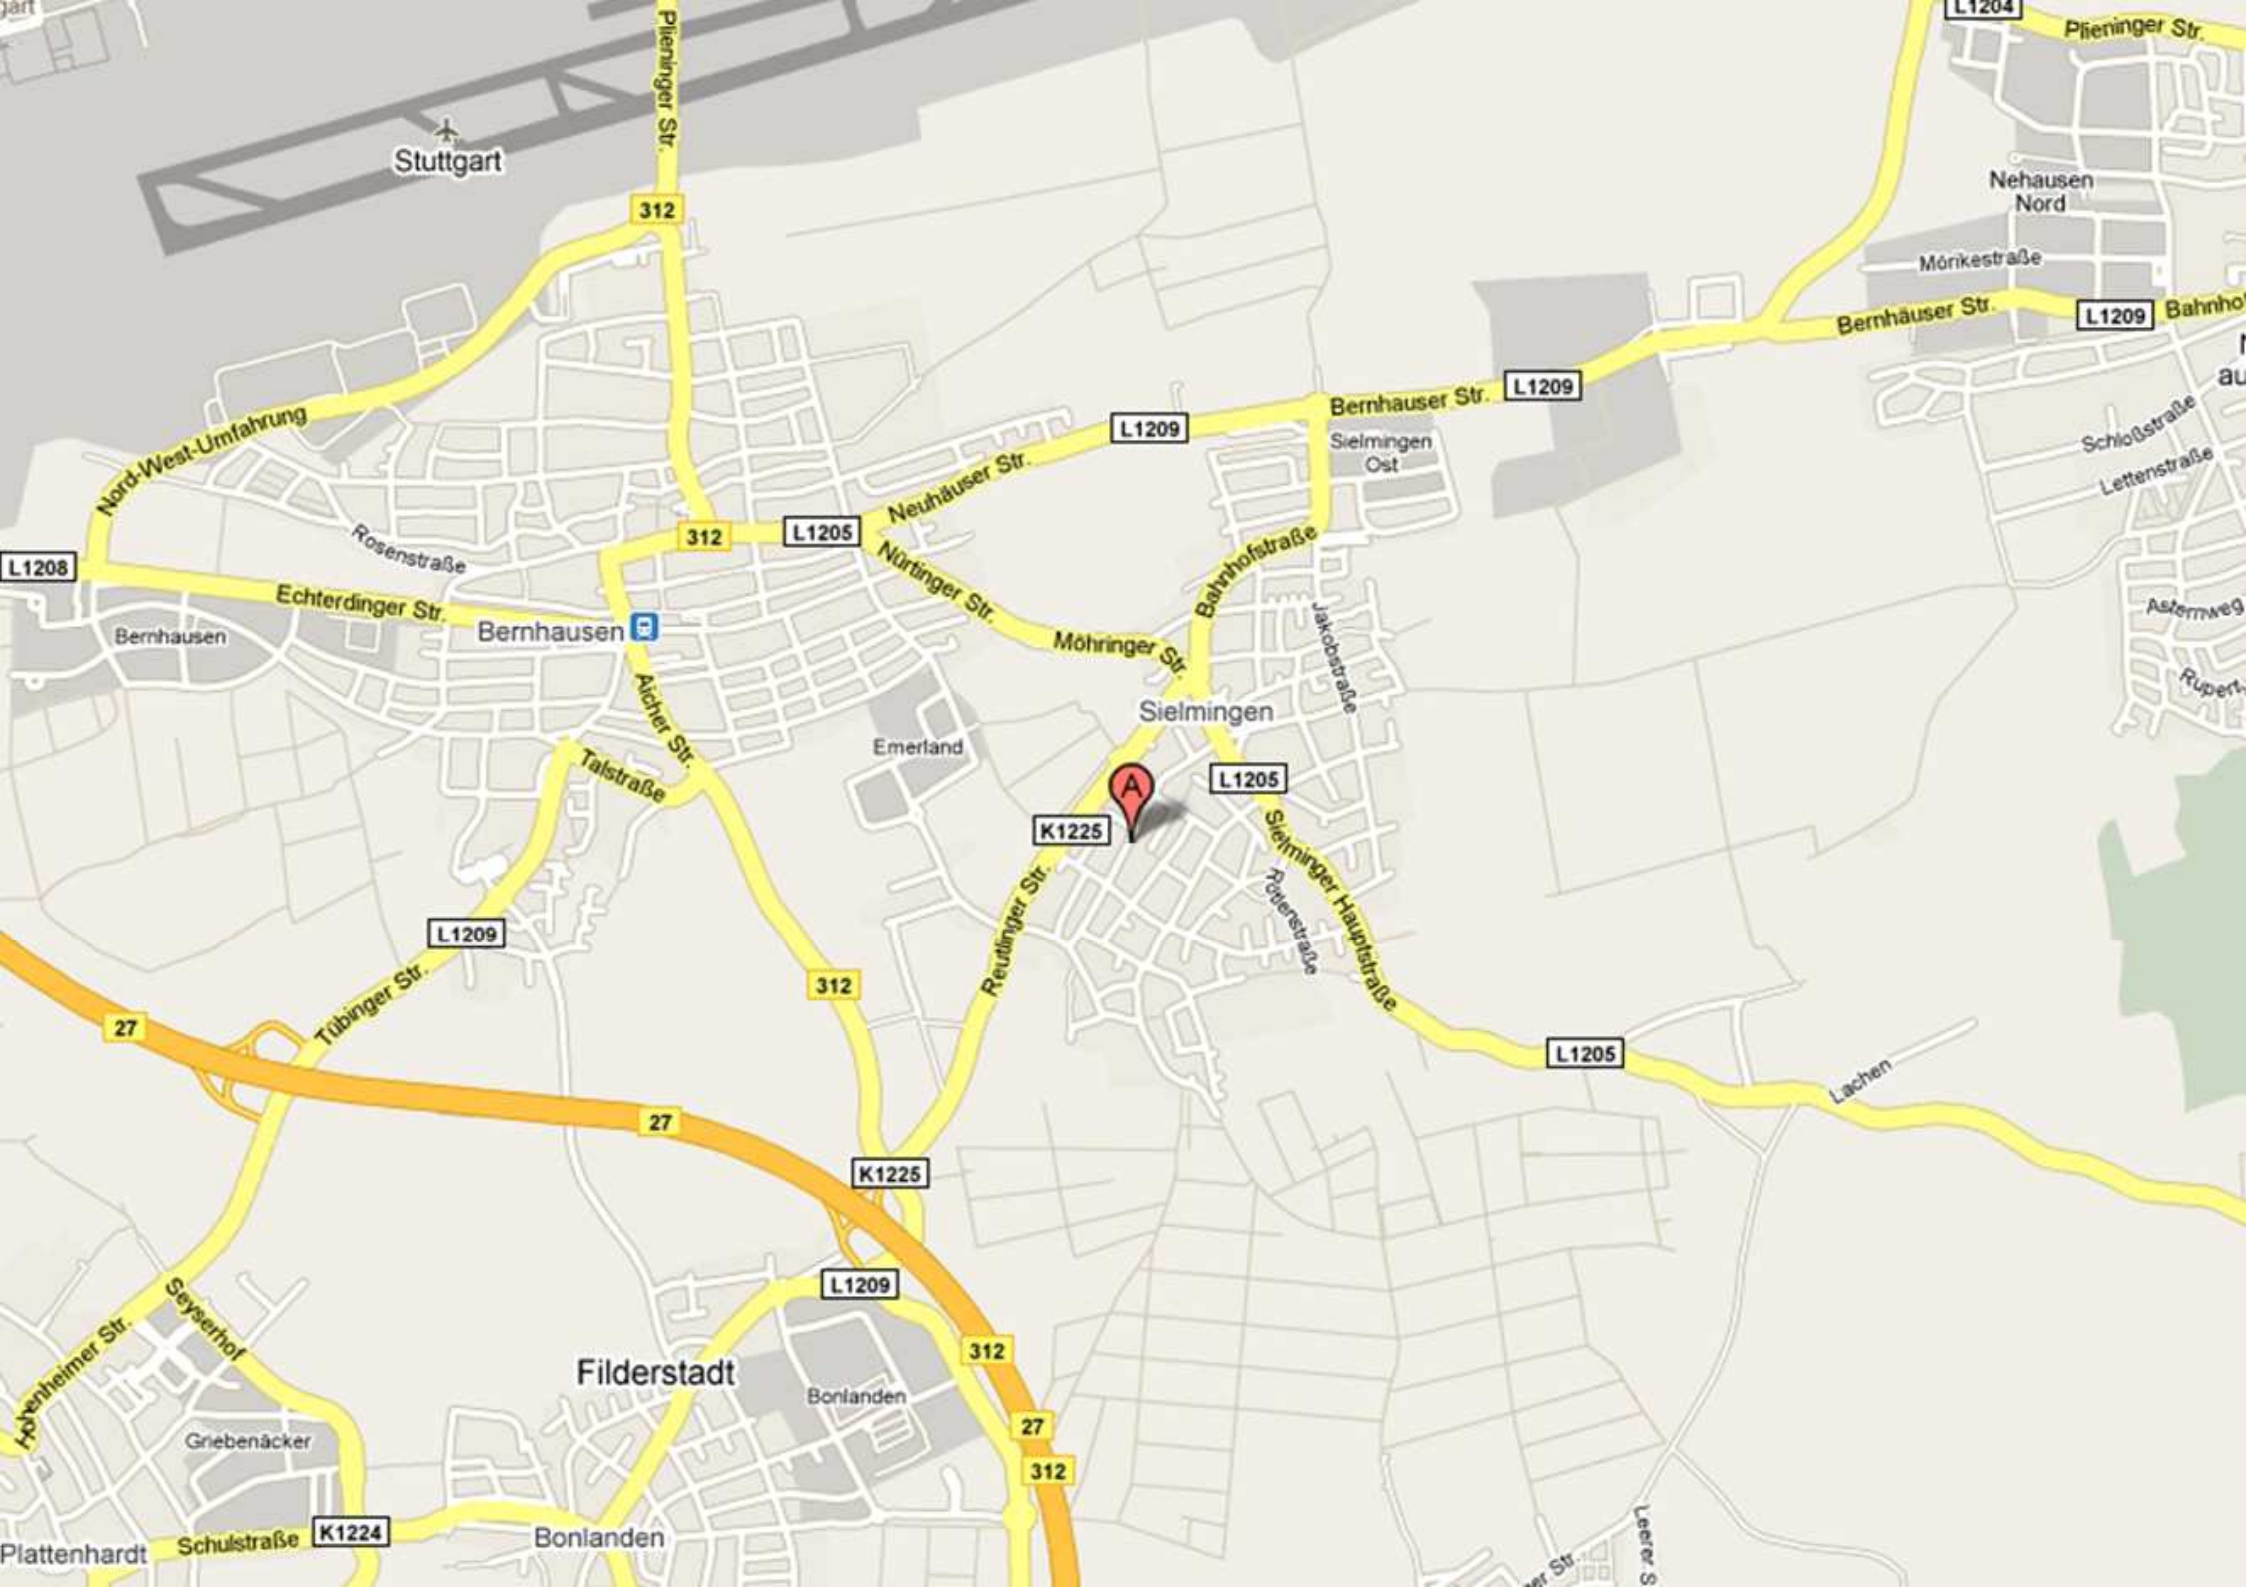 L1204
Plieninger Str.
Plieninger Str.
Stuttgart
312
Nehausen
Nord
Mörikestraße
Bernhäuser Str.
L1209
Bernhauser Str.
L1209
Sielmingen
Ost
L1209
Neuhäuser Str.
Nord-West-Umfahrung
Schloßstraße
Lettenstraße
Rosenstraße
312
L1205
Nürtinger Str.
Bahnhofstraße
L1208
Echterdinger Str.
Bernhausen
Bernhausen
Möhringer Str.
Jakobstraße
Asternweg
Aicher Str.
Sielmingen
Emerland
Talstraße
A
L1205
K1225
Sielminger Hauptstraße
Reutlinger Str.
L1209
Tübinger Str.
312
27
L1205
Lachen
27
K1225
L1209
Seyserhof
Hohenheimer Str.
312
Filderstadt
Bonlanden
27
Griebenäcker
312
Schulstraße
K1224
Bonlanden
Plattenhardt